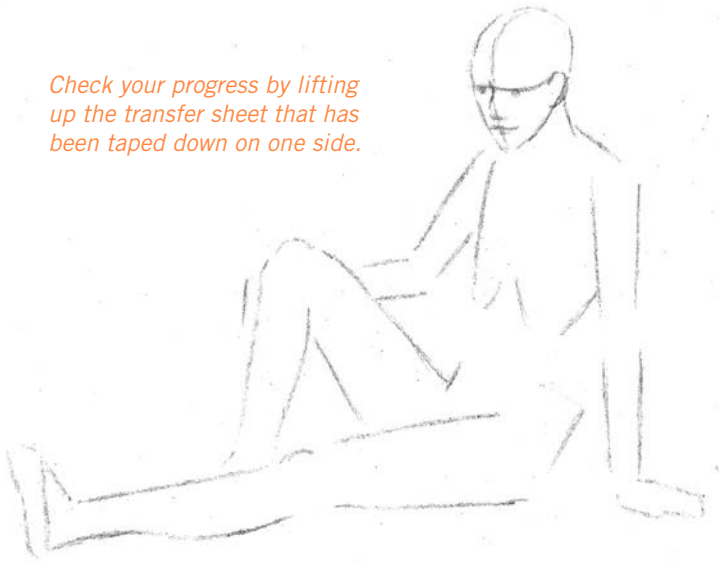 Check your progress by lifting
up the transfer sheet that has
been taped down on one side.